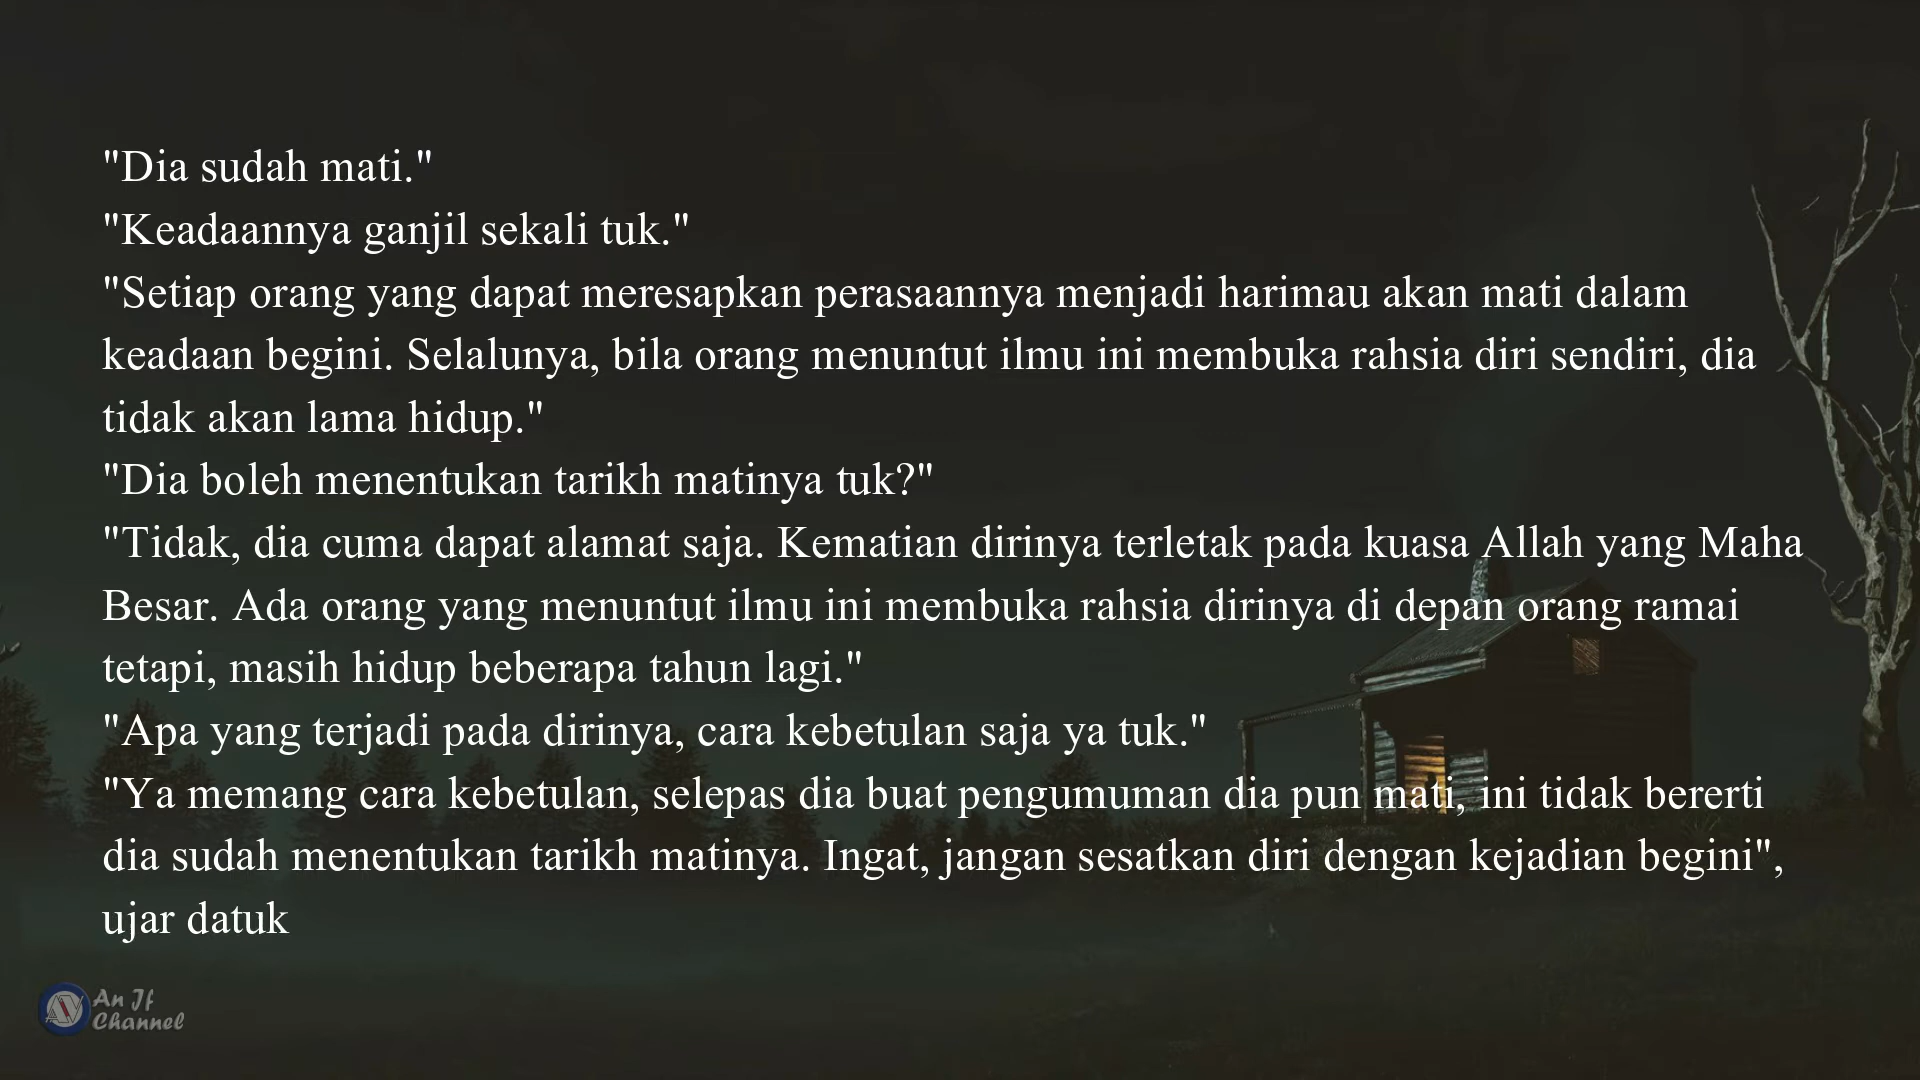 "Dia sudah mati."
"Keadaannya ganjil sekali tuk."
"Setiap orang yang dapat meresapkan perasaannya menjadi harimau akan mati dalam
keadaan begini. Selalunya, bila orang menuntut ilmu ini membuka rahsia diri sendiri, dia
tidak akan lama hidup."
"Dia boleh menentukan tarikh matinya tuk?"
"Tidak, dia cuma dapat alamat saja. Kematian dirinya terletak pada kuasa Allah yang Maha
Besar. Ada orang yang menuntut ilmu ini membuka rahsia dirinya di depan orang ramai
tetapi, masih hidup beberapa tahun lagi."
"Apa yang terjadi pada dirinya, cara kebetulan saja ya tuk."
"Ya memang cara kebetulan, selepas dia buat pengumuman dia pun mati, ini tidak bererti
dia sudah menentukan tarikh matinya. Ingat, jangan sesatkan diri dengan kejadian begini",
ujar datuk
An If
Channel